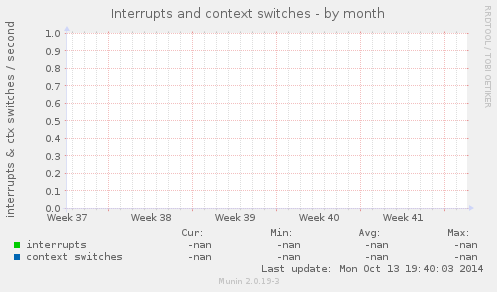 Interrupts and context switches - by month
RRDTOOL / TOBI OETIKER
interrupts & ctx switches / second
1.0
0.9
0.8
0.7
0.6
0.5
0.4
0.3
0.2
0.1
0.0
Week 37 Week 38 Week 39 Week 40 Week 41
Cur: Min: Avg: Max:
interrupts -nan -nan -nan -nan
context switches -nan -nan -nan -nan
Last update: Mon Oct 13 19:40:03 2014
Munin 2.0.19-3